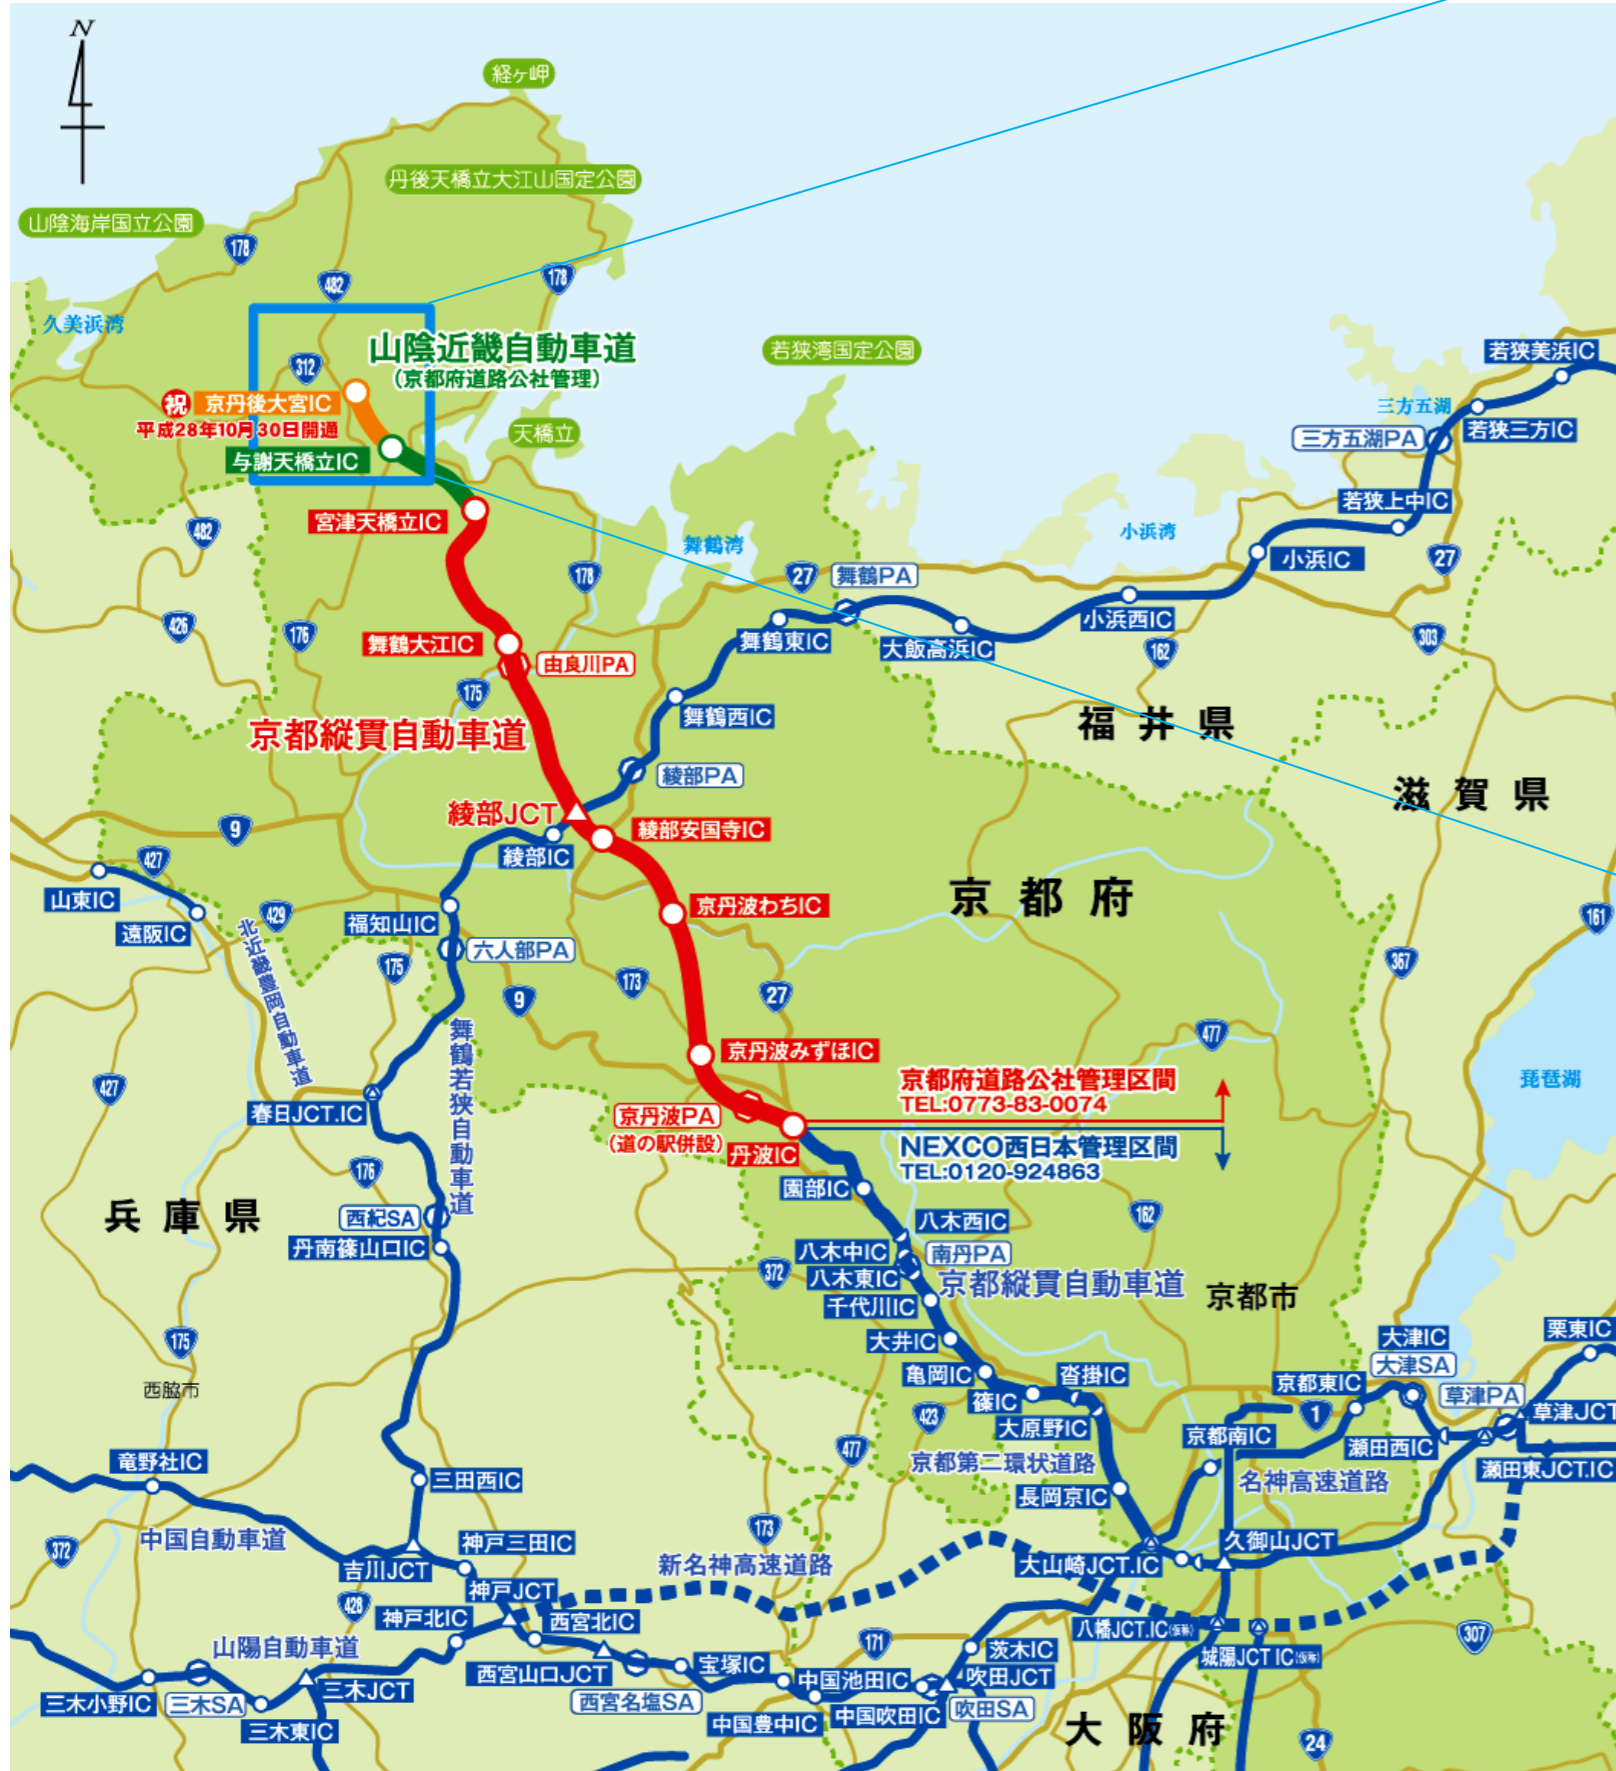 N
経ヶ岬
丹後天橋立大江山国定公園
山陰海岸国立公園
178
482
178
久美浜湾
山陰近畿自動車道
(京都府道路公社管理)
若狭湾国定公園
312
祝 京丹後大宮IC
平成28年10月30日開通
与謝天橋立IC
天橋立
若狭美浜IC
三方五湖
若狭三方IC
三方五湖PA
若狭上中IC
宮津天橋立IC
482
舞鶴湾
小浜湾
小浜IC
27
178
27
舞鶴PA
426
176
舞鶴大江IC
由良川PA
舞鶴東IC
大飯高浜IC
小浜西IC
162
303
175
舞鶴西IC
京都縦貫自動車道
福井県
綾部PA
滋賀県
綾部JCT
綾部安国寺IC
9
綾部IC
427
山東IC
遠阪IC
429
北近畿豊岡自動車道
福知山IC
京丹波わちIC
京都府
161
六人部PA
175
173
9
27
367
舞鶴若狭自動車道
477
京丹波みずほIC
427
春日JCT.IC
京都府道路公社管理区間
TEL:0773-83-0074
琵琶湖
京丹波PA
(道の駅併設)
丹波IC
NEXCO西日本管理区間
TEL:0120-924863
176
園部IC
兵庫県
西紀SA
丹南篠山口IC
八木西IC
162
八木中IC
南丹PA
372
八木東IC
京都縦貫自動車道
京都市
千代川IC
175
大井IC
大津IC
栗東IC
西脇市
亀岡IC
沓掛IC
大津SA
京都東IC
草津PA
篠IC
423
大原野IC
1
草津JCT
京都南IC
瀬田西IC
477
竜野社IC
三田西IC
京都第二環状道路
瀬田東JCT.IC
名神高速道路
長岡京IC
中国自動車道
372
173
神戸三田IC
久御山JCT
吉川JCT
新名神高速道路
大山崎JCT.IC
神戸JCT
428
神戸北IC
西宮北IC
八幡JCT.IC(仮称)
山陽自動車道
171
307
茨木IC
城陽JCT IC(仮称)
西宮山口JCT
宝塚IC
中国池田IC
吹田JCT
三木小野IC
三木SA
三木JCT
西宮名塩SA
中国豊中IC
中国吹田IC
吹田SA
三木東IC
大阪府
24